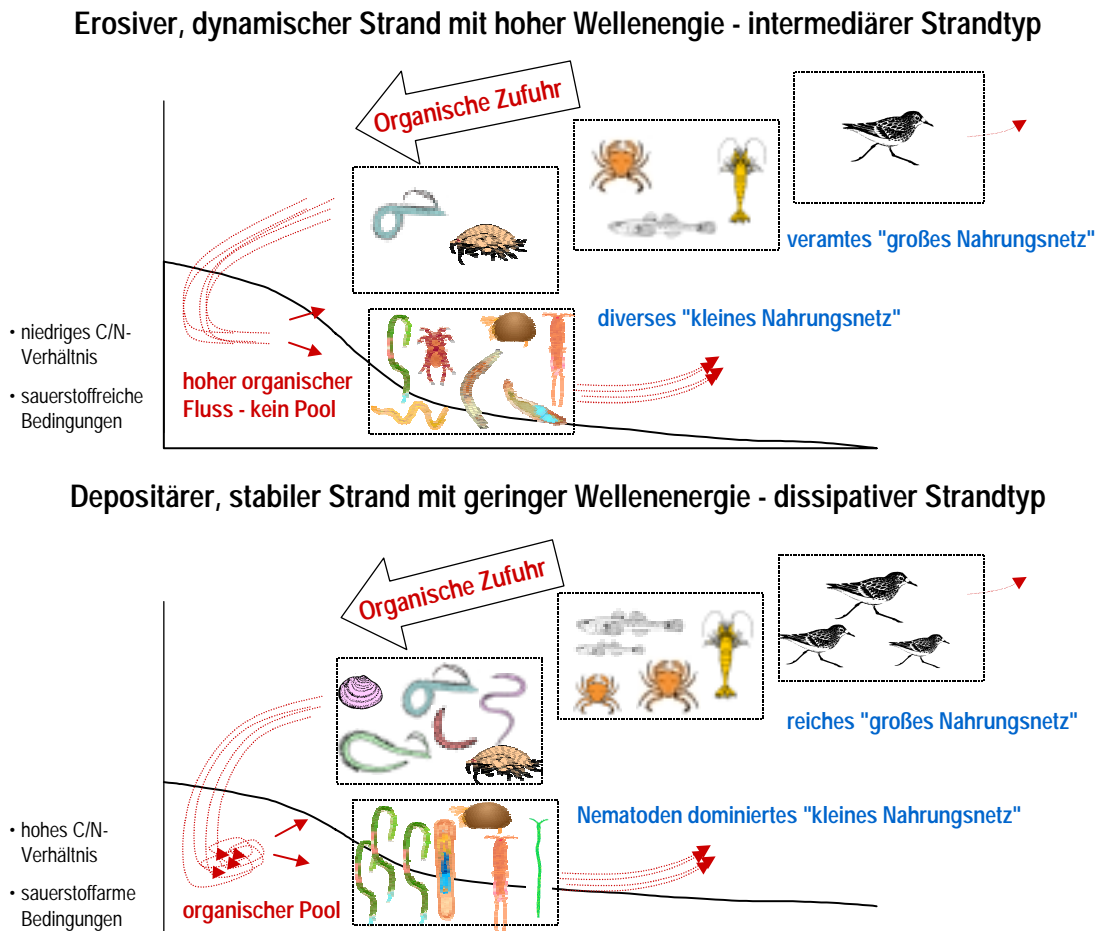 Erosiver, dynamischer Strand mit hoher Wellenengie - intermediärer Strandtyp
Organische Zufuhr
veramtes "großes Nahrungsnetz"
diverses "kleines Nahrungsnetz"
• niedriges C/N-
Verhältnis
• sauerstoffreiche
Bedingungen
hoher organischer
Fluss - kein Pool
Depositärer, stabiler Strand mit geringer Wellenenergie - dissipativer Strandtyp
Organische Zufuhr
reiches "großes Nahrungsnetz"
Nematoden dominiertes "kleines Nahrungsnetz"
• hohes C/N-
Verhältnis
• sauerstoffarme
Bedingungen
organischer Pool